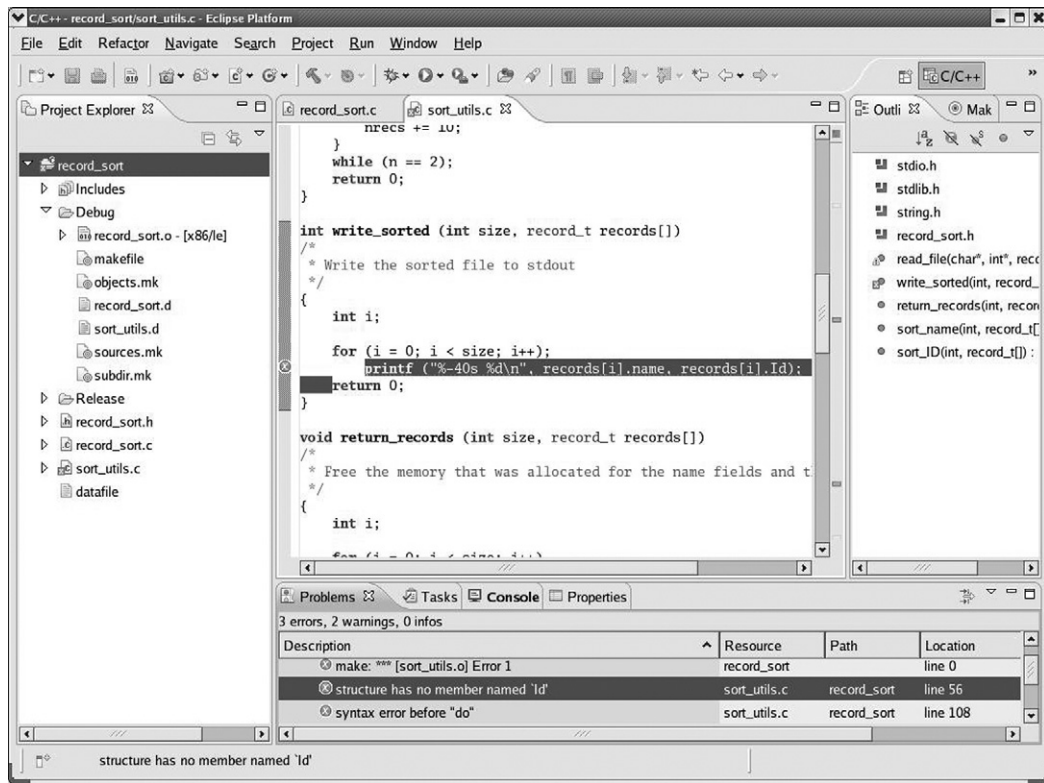 C/C++ - record_sort/sort_utils.c - Eclipse Platform
File Edit Refactor Navigate Search Project Run Window Help
C/C++ »
Project Explorer
record_sort
Includes
Debug
record_sort.o - [x86/le]
makefile
objects.mk
record_sort.d
sort_utils.d
sources.mk
subdir.mk
Release
record_sort.h
record_sort.c
sort_utils.c
datafile
record_sort.c sort_utils.c
nrecs += 10;
}
while (n == 2);
return 0;
}
int write_sorted (int size, record_t records[])
/*
* Write the sorted file to stdout
*/
{
int i;
for (i = 0; i < size; i++);
printf ("%-40s %d\n", records[i].name, records[i].Id);
return 0;
}
void return_records (int size, record_t records[])
/*
* Free the memory that was allocated for the name fields and t
*/
{
int i;
for (i = 0; i < size; i++)
Outli Mak
stdio.h
stdlib.h
string.h
record_sort.h
read_file(char*, int*, reco
write_sorted(int, record_
return_records(int, recor
sort_name(int, record_t[
sort_ID(int, record_t[]) :
Problems Tasks Console Properties
3 errors, 2 warnings, 0 infos
Description Resource Path Location
make: *** [sort_utils.o] Error 1 record_sort line 0
structure has no member named `Id' sort_utils.c record_sort line 56
syntax error before "do" sort_utils.c record_sort line 108
structure has no member named `Id'